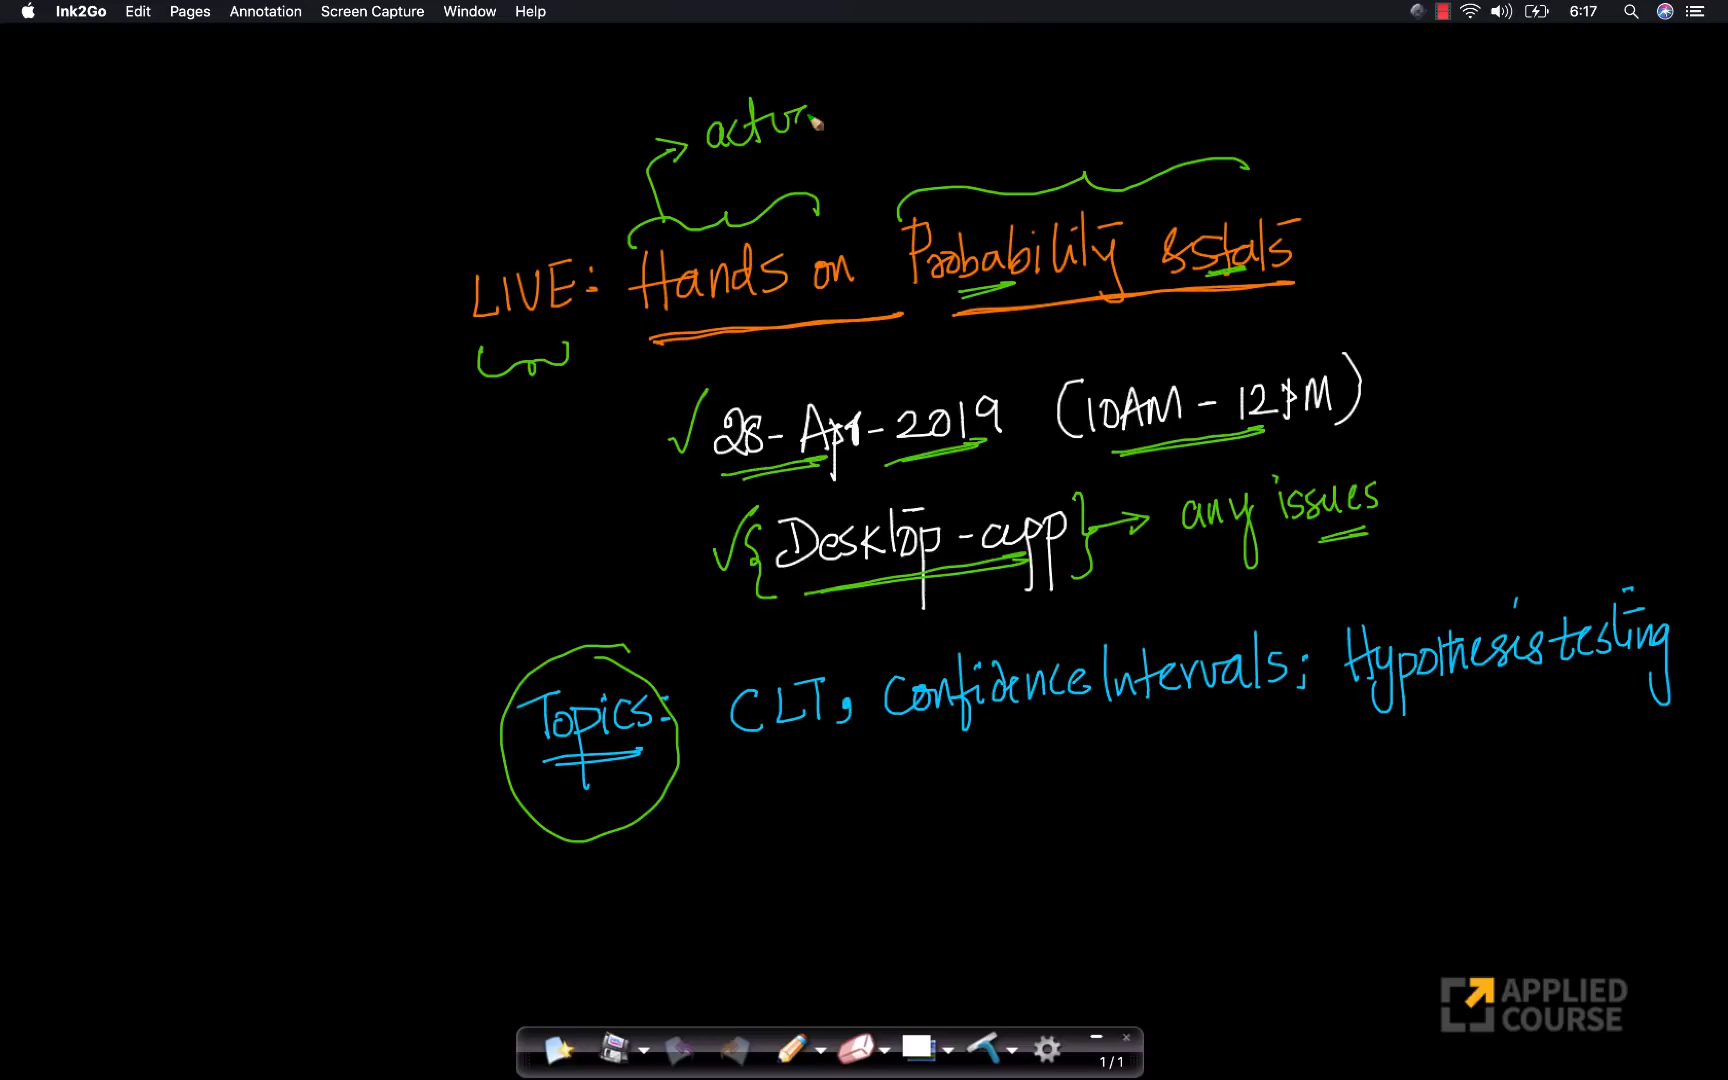 Ink2Go Edit Pages Annotation Screen Capture Window Help 6:17
LIVE: Hands on Probability & stats
28-Apr-2019 (10AM - 12PM)
{Desktop-app} → any issues
Topics: CLT, Confidence Intervals; Hypothesis testing
APPLIED
COURSE
1/1